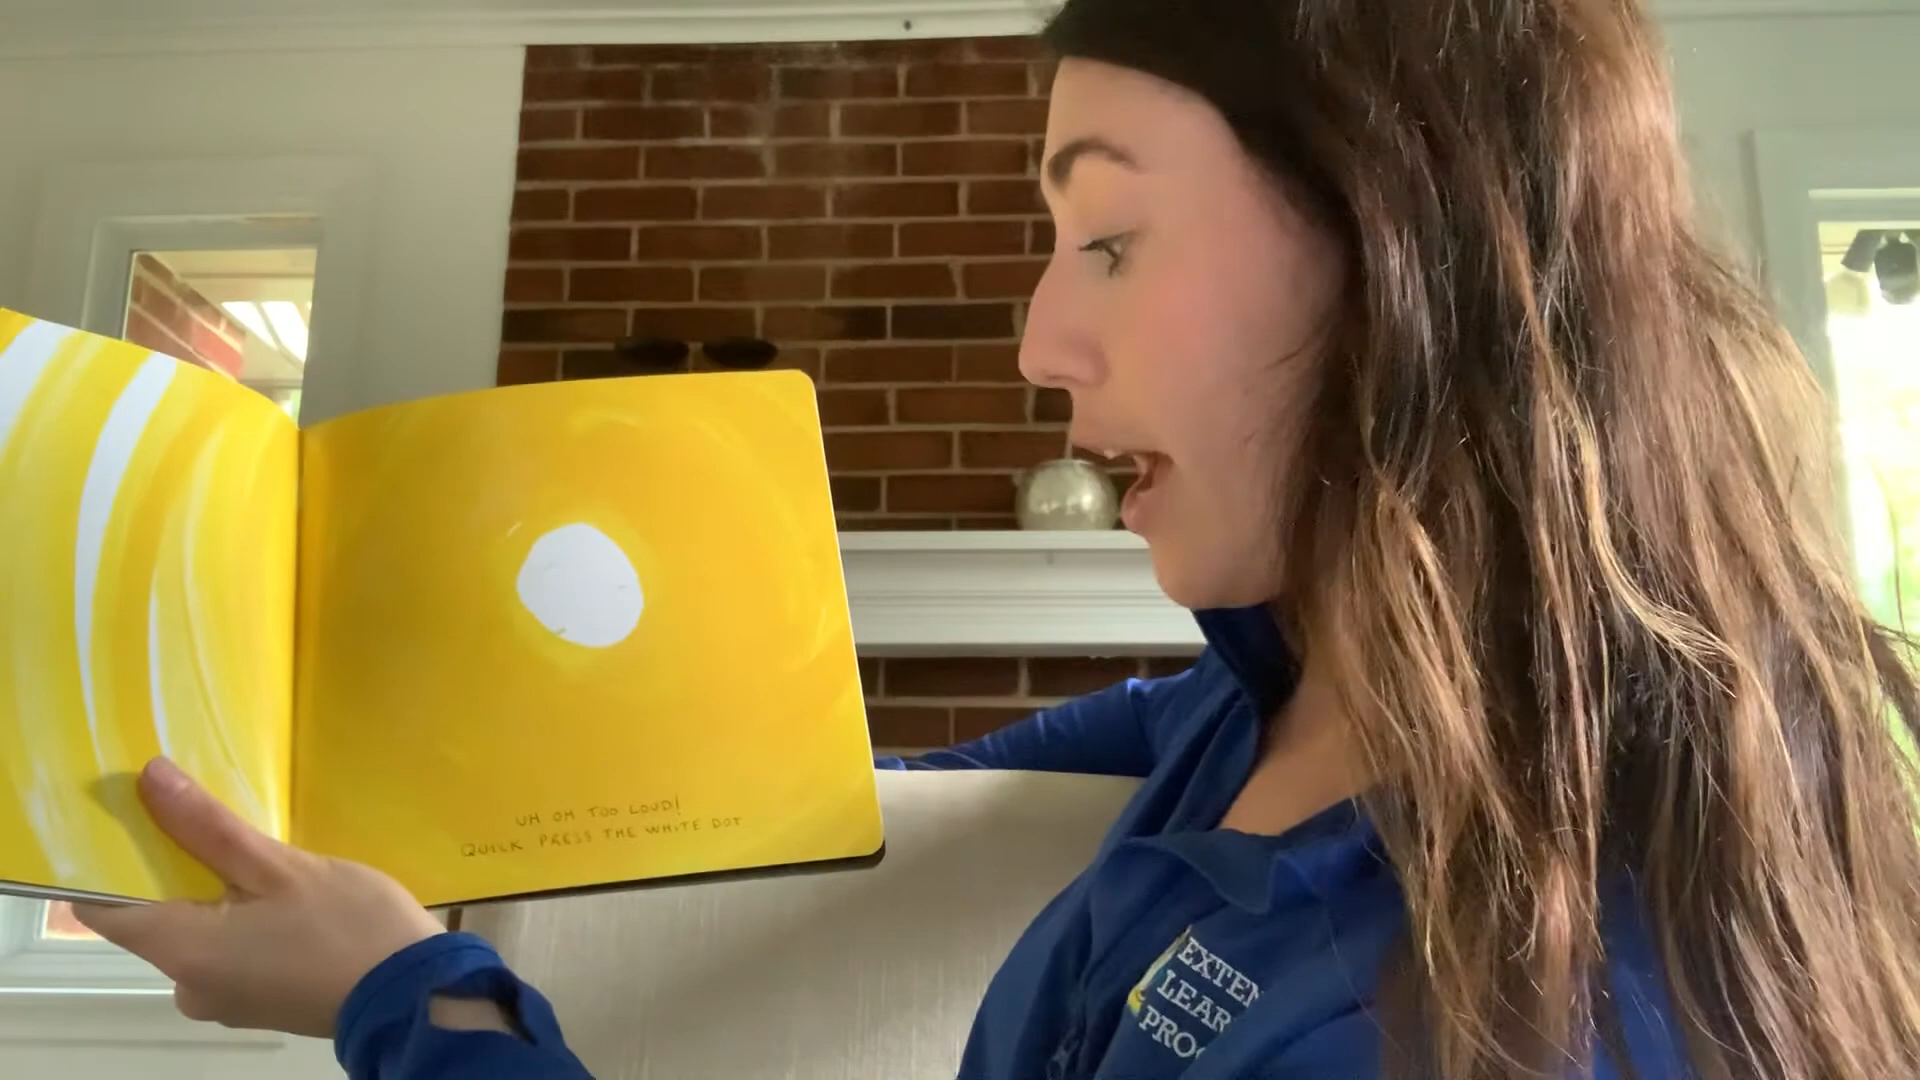 UH OH TOO LOUD!
QUICK PRESS THE WHITE DOT
EXTEN
LEAR
PROG